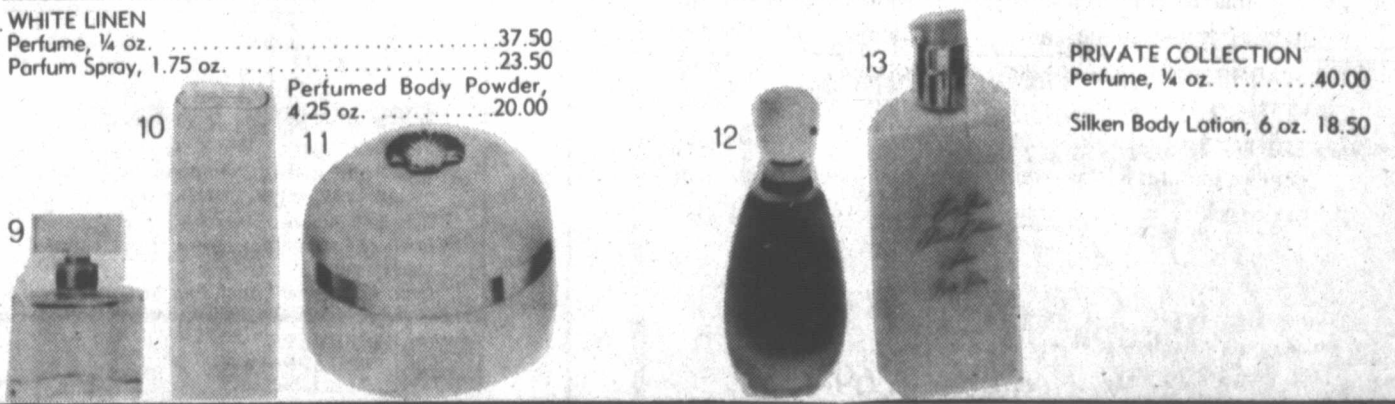 WHITE LINEN
Perfume, ¼ oz. ....................................37.50
Parfum Spray, 1.75 oz. ............................23.50
Perfumed Body Powder,
4.25 oz. .............20.00
9
10
11
12
13
PRIVATE COLLECTION
Perfume, ¼ oz. .........40.00
Silken Body Lotion, 6 oz. 18.50